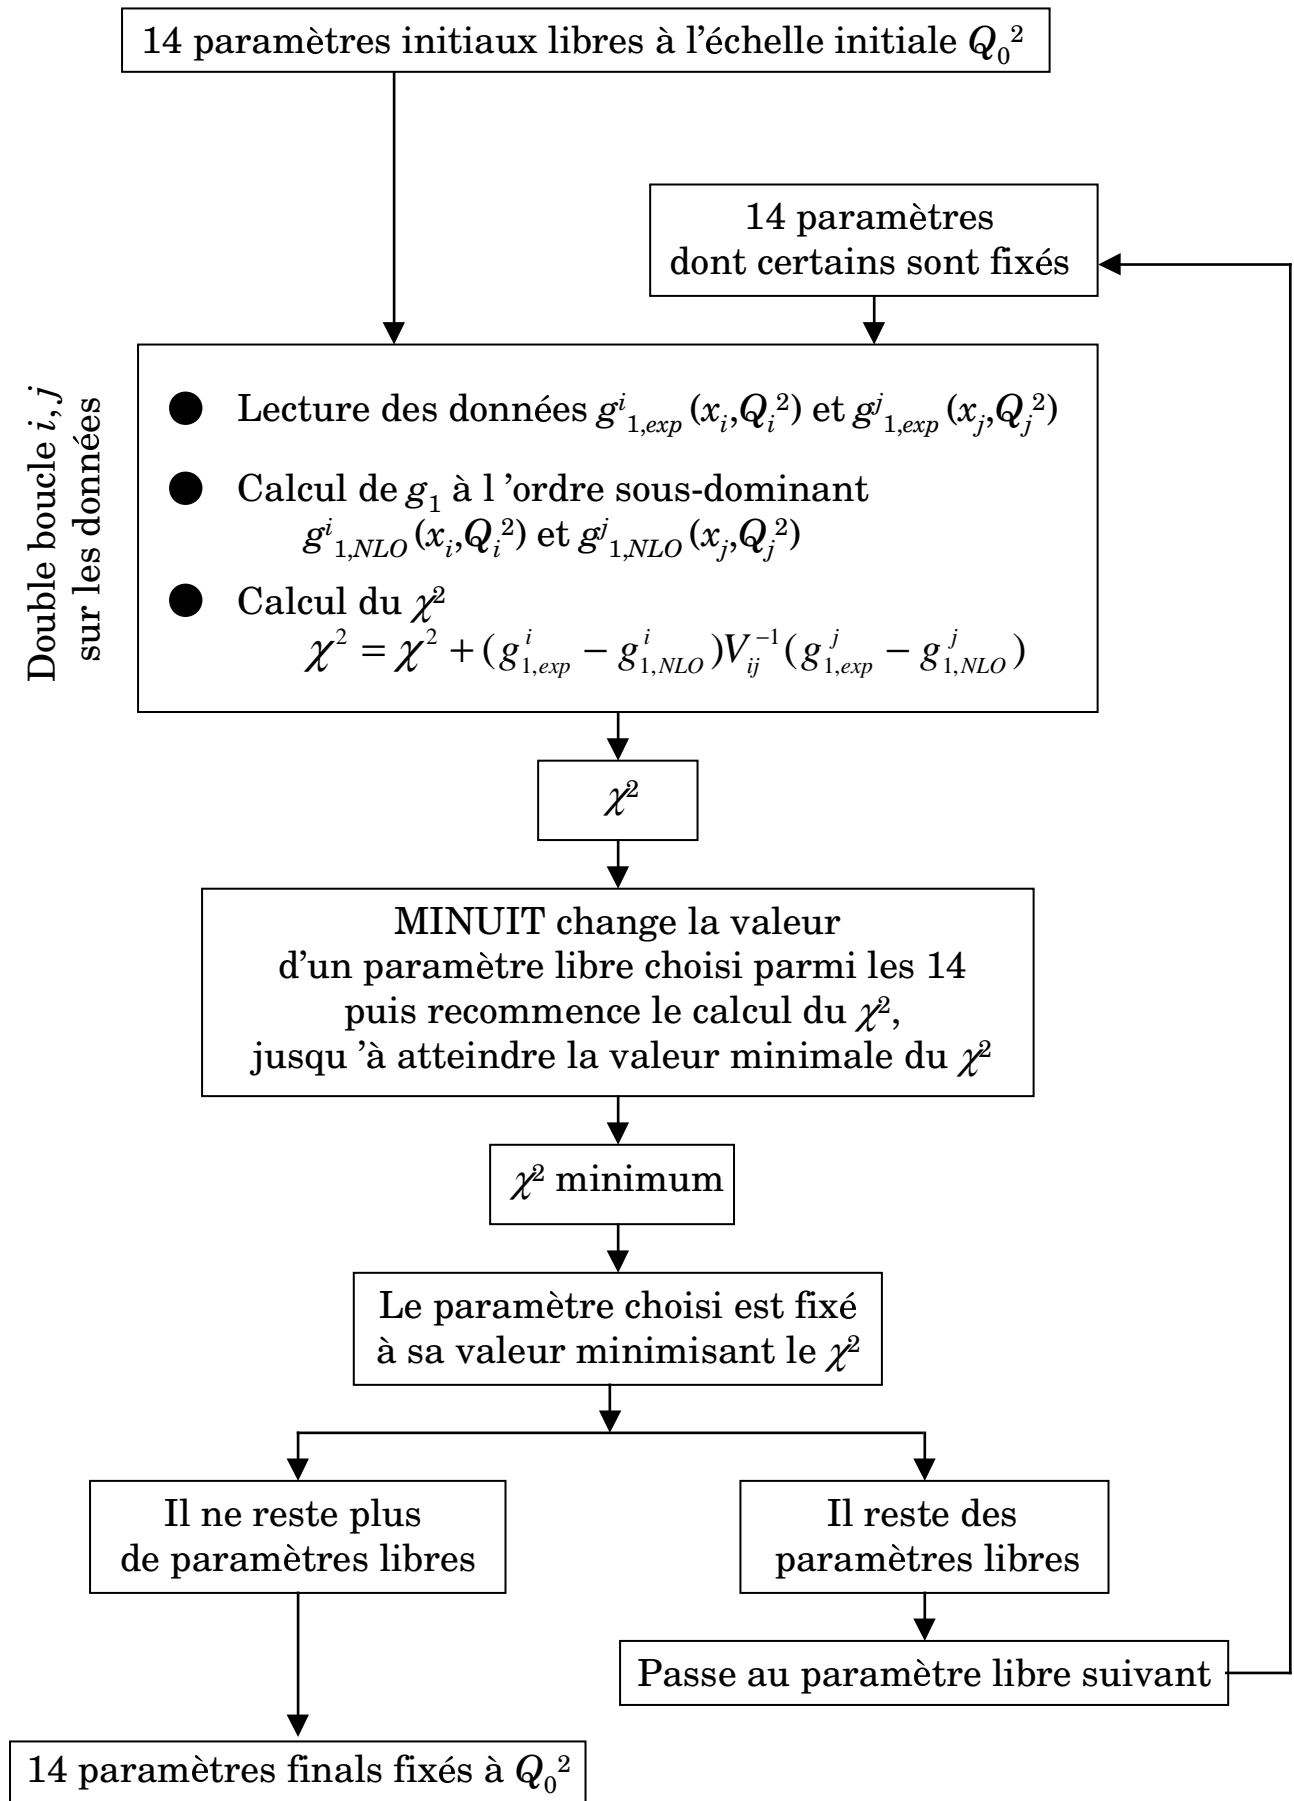 14 paramètres initiaux libres à l'échelle initiale Q₀²
14 paramètres
dont certains sont fixés
Double boucle i, j
sur les données
● Lecture des données gⁱ₁,exp (xᵢ,Qᵢ²) et gʲ₁,exp (xⱼ,Qⱼ²)
● Calcul de g₁ à l ’ordre sous-dominant
gⁱ₁,NLO (xᵢ,Qᵢ²) et gʲ₁,NLO (xⱼ,Qⱼ²)
● Calcul du χ²
χ² = χ² + (gⁱ₁,exp − gⁱ₁,NLO)Vᵢⱼ⁻¹(gʲ₁,exp − gʲ₁,NLO)
χ²
MINUIT change la valeur
d'un paramètre libre choisi parmi les 14
puis recommence le calcul du χ²,
jusqu ’à atteindre la valeur minimale du χ²
χ² minimum
Le paramètre choisi est fixé
à sa valeur minimisant le χ²
Il ne reste plus
de paramètres libres
Il reste des
paramètres libres
Passe au paramètre libre suivant
14 paramètres finals fixés à Q₀²